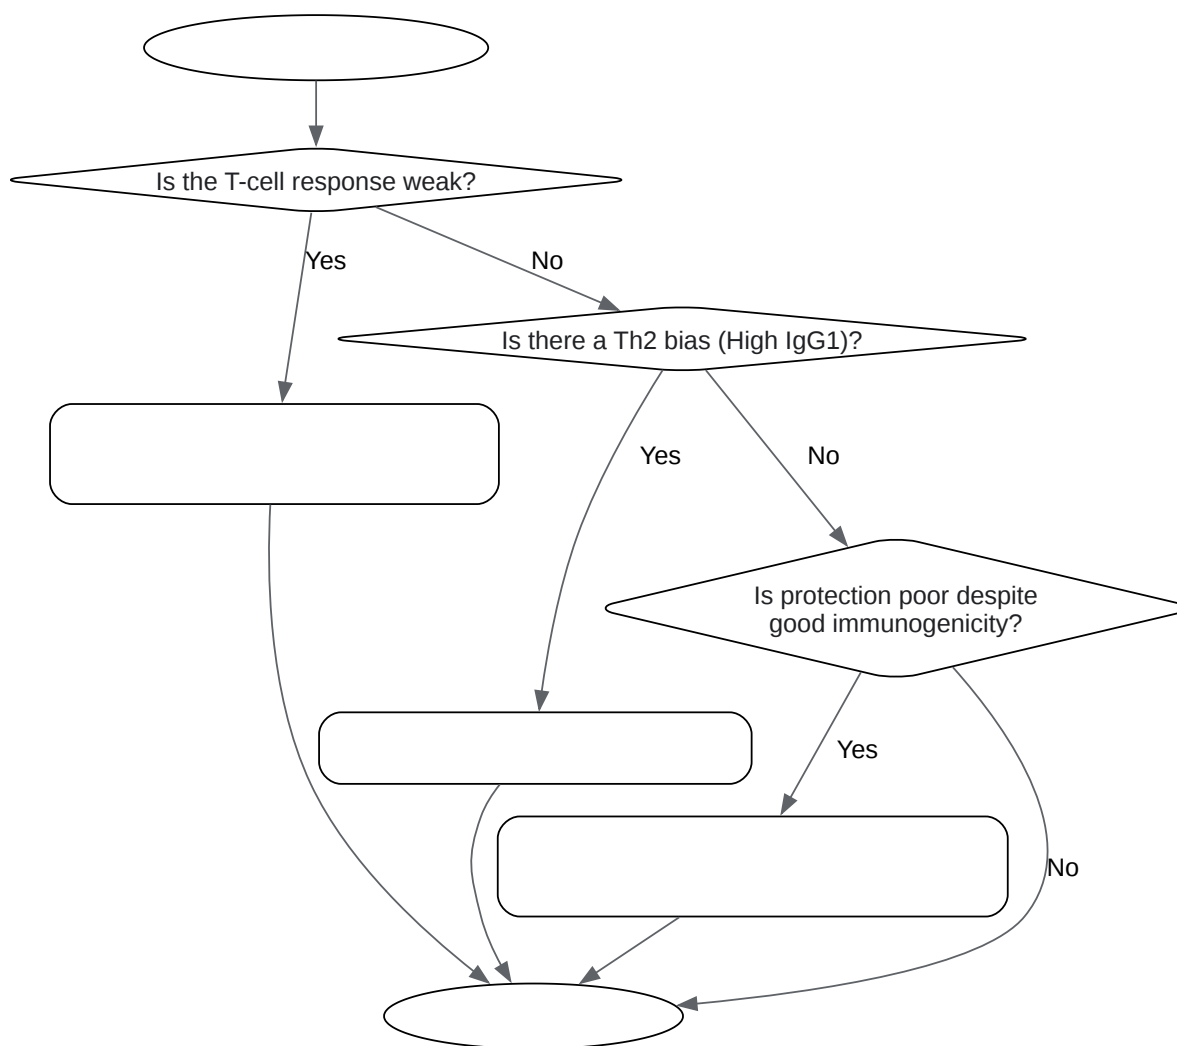 Is the T-cell response weak?
Yes
No
Is there a Th2 bias (High IgG1)?
Yes
No
Is protection poor despite
good immunogenicity?
Yes
No